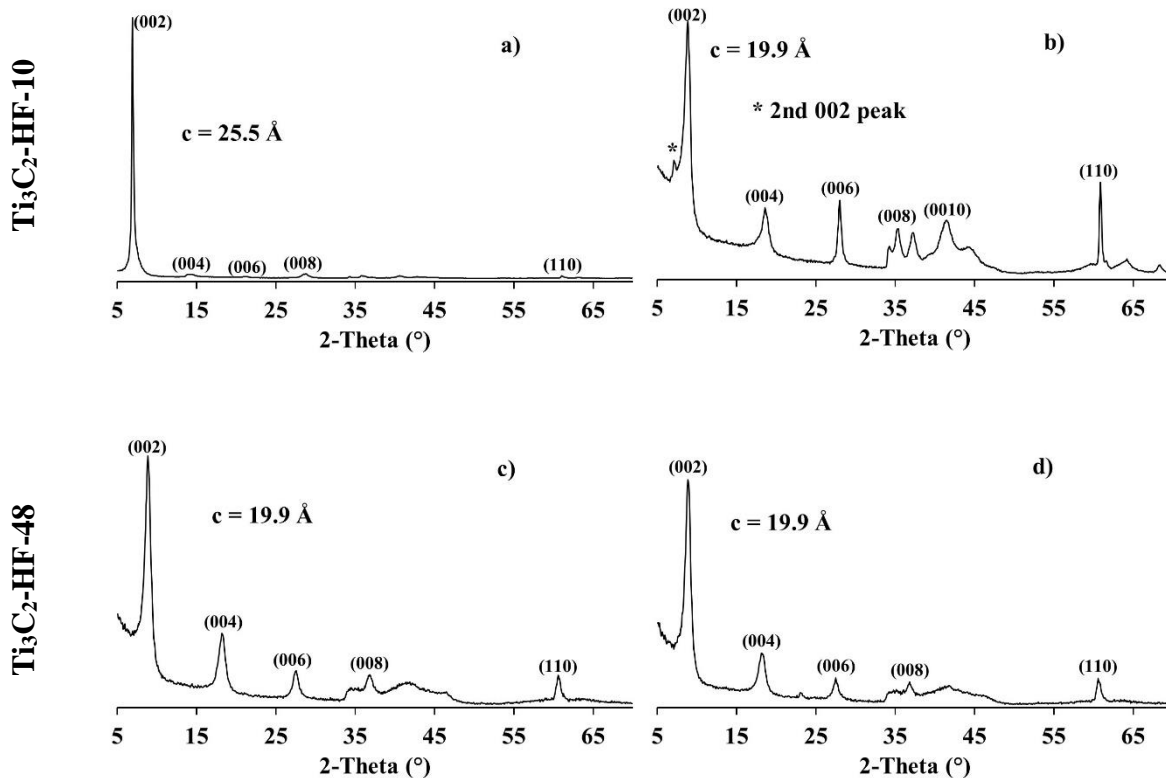 Ti₃C₂-HF-10
(002)
a)
c = 25.5 Å
(004)
(006)
(008)
(110)
5 15 25 35 45 55 65
2-Theta (°)
(002)
b)
c = 19.9 Å
* 2nd 002 peak
*
(004)
(006)
(008)
(0010)
(110)
5 15 25 35 45 55 65
2-Theta (°)
Ti₃C₂-HF-48
(002)
c)
c = 19.9 Å
(004)
(006)
(008)
(110)
5 15 25 35 45 55 65
2-Theta (°)
(002)
d)
c = 19.9 Å
(004)
(006)
(008)
(110)
5 15 25 35 45 55 65
2-Theta (°)